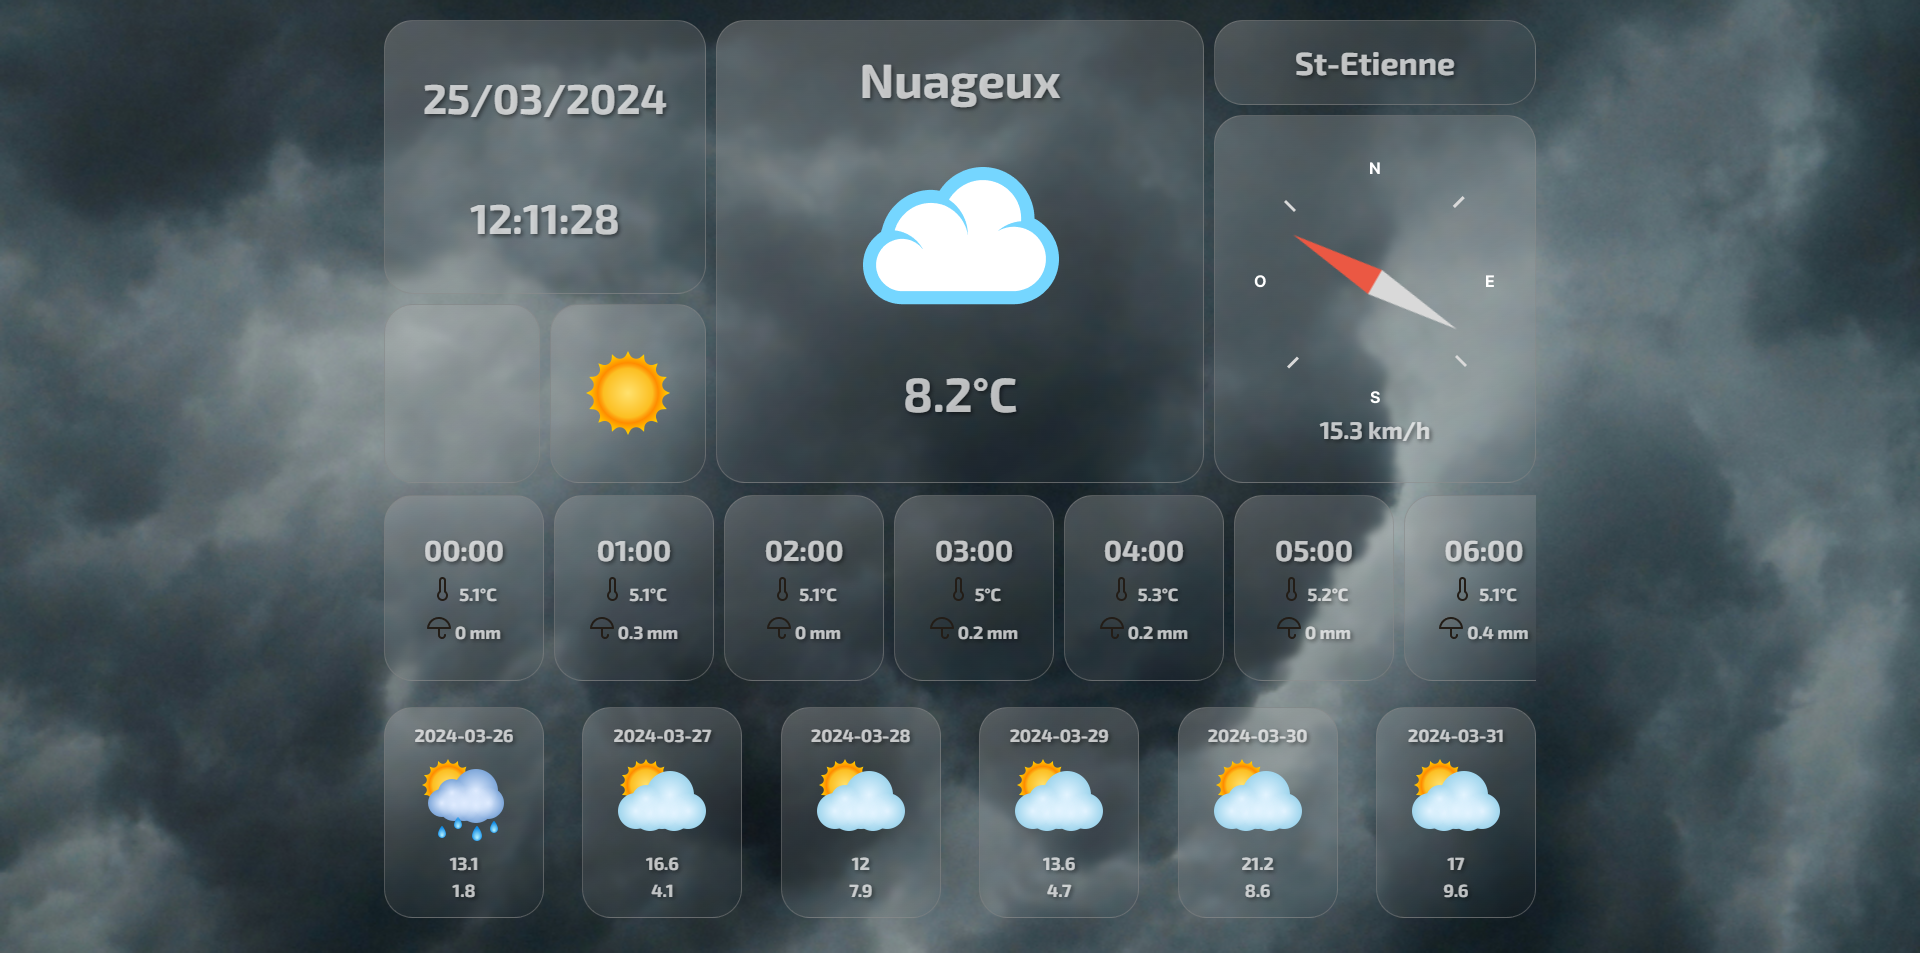 25/03/2024
12:11:28
Nuageux
8.2°C
St-Etienne
N
O
E
S
15.3 km/h
00:00
5.1°C
0 mm
01:00
5.1°C
0.3 mm
02:00
5.1°C
0 mm
03:00
5°C
0.2 mm
04:00
5.3°C
0.2 mm
05:00
5.2°C
0 mm
06:00
5.1°C
0.4 mm
2024-03-26
13.1
1.8
2024-03-27
16.6
4.1
2024-03-28
12
7.9
2024-03-29
13.6
4.7
2024-03-30
21.2
8.6
2024-03-31
17
9.6